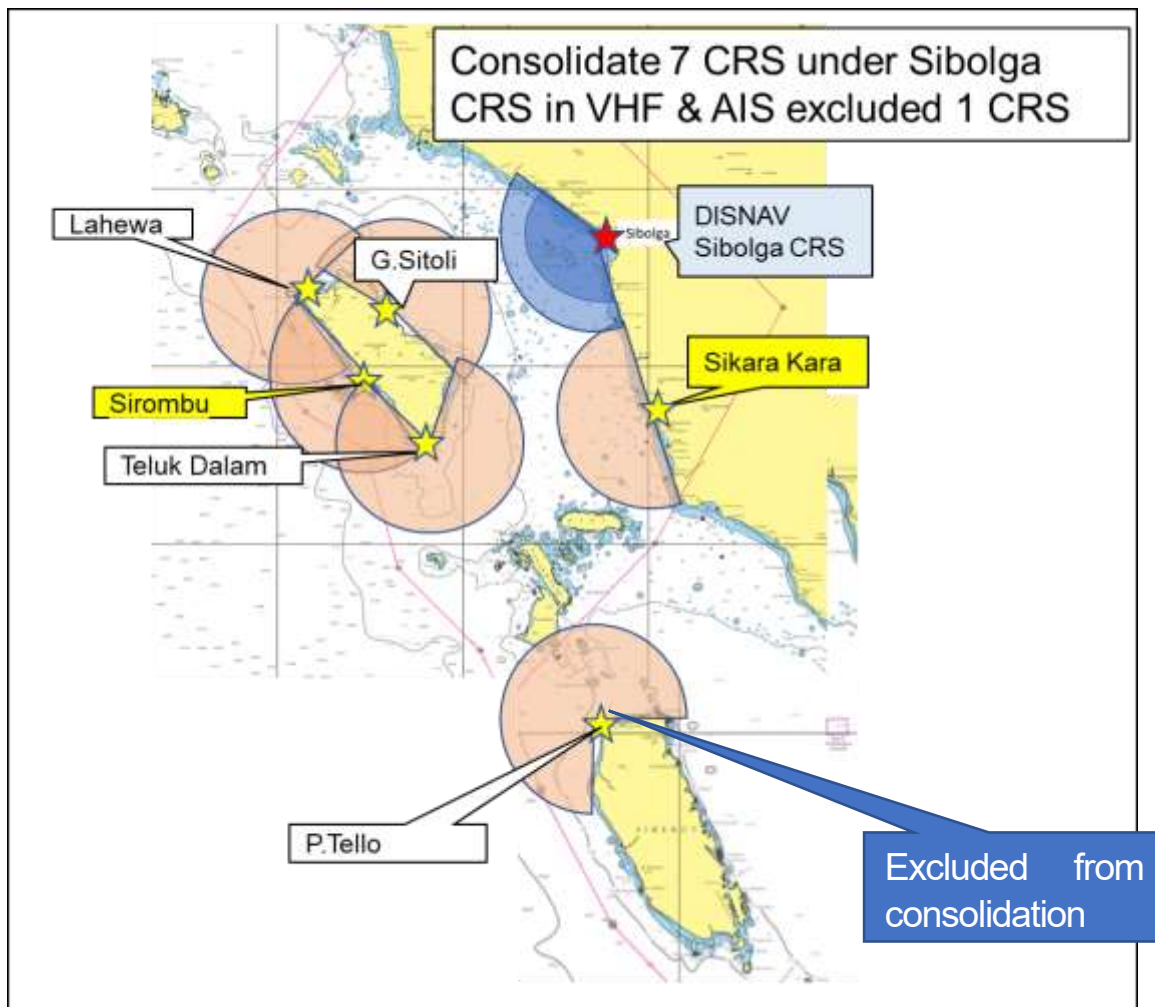 Consolidate 7 CRS under Sibolga
CRS in VHF & AIS excluded 1 CRS
Lahewa
G.Sitoli
Sibolga
DISNAV
Sibolga CRS
Sikara Kara
Sirombu
Teluk Dalam
P.Tello
Excluded from
consolidation